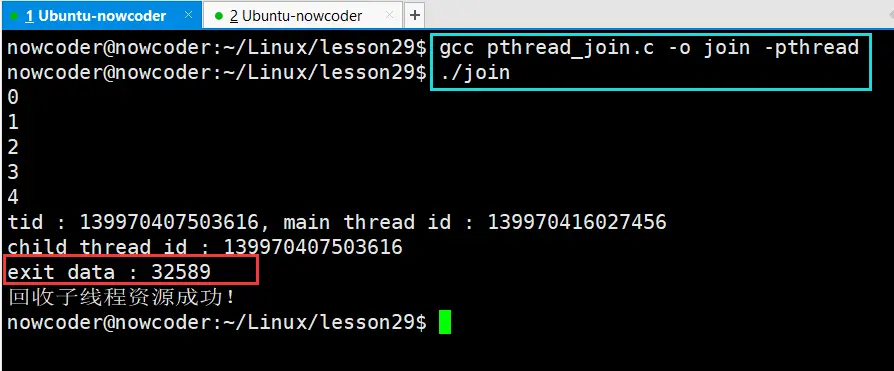 1 Ubuntu-nowcoder × 2 Ubuntu-nowcoder × +
nowcoder@nowcoder:~/Linux/lesson29$ gcc pthread_join.c -o join -pthread
nowcoder@nowcoder:~/Linux/lesson29$ ./join
0
1
2
3
4
tid : 139970407503616, main thread id : 139970416027456
child thread id : 139970407503616
exit data : 32589
回收子线程资源成功!
nowcoder@nowcoder:~/Linux/lesson29$